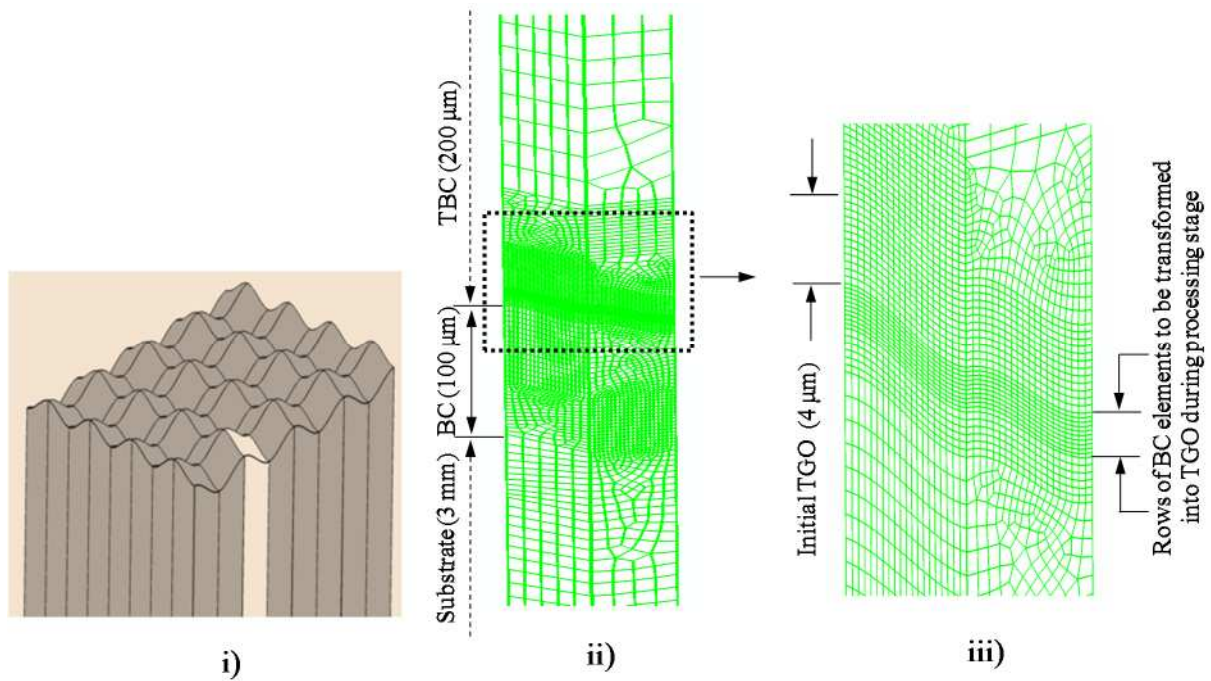 TBC (200 μm)
BC (100 μm)
Substrate (3 mm)
Initial TGO (4 μm)
Rows of BC elements to be transformed
into TGO during processing stage
i)
ii)
iii)